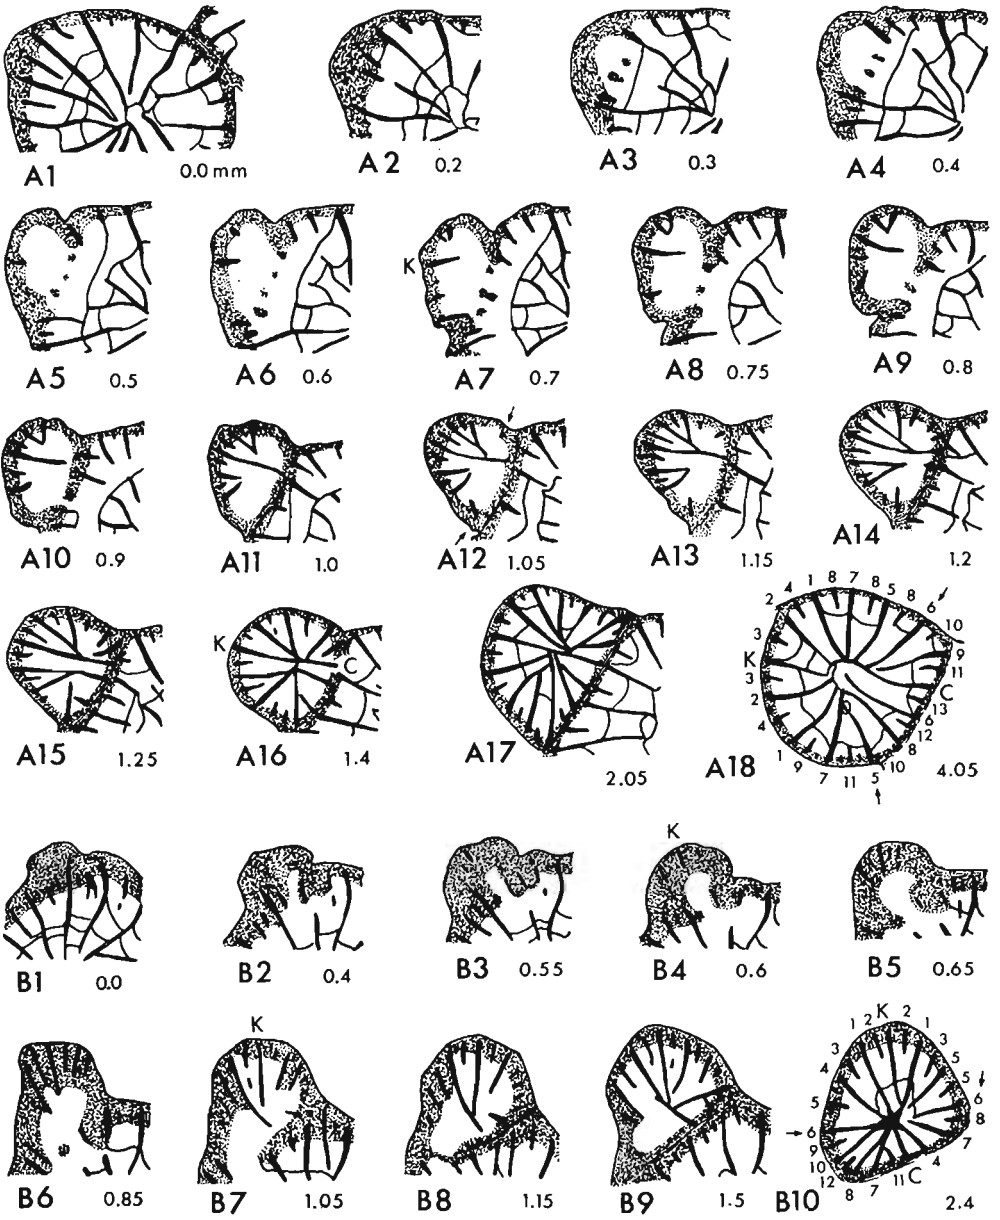 A1 0.0 mm A2 0.2 A3 0.3 A4 0.4
K
A5 0.5 A6 0.6 A7 0.7 A8 0.75 A9 0.8
A10 0.9 A11 1.0 A12 1.05 A13 1.15 A14 1.2
K C
A15 1.25 A16 1.4 A17 2.05
2 4 1 8 7 8 5 8 6 10 9 11 C 13 6 12 8 10 5 11 7 9 1 4 2 3 K 3
A18 4.05
K
B1 0.0 B2 0.4 B3 0.55 B4 0.6 B5 0.65
K
B6 0.85 B7 1.05 B8 1.15 B9 1.5
1 2 K 2 1 3 5 5 6 8 7 4 C 11 7 8 12 10 9 6 5 4 3
B10 2.4